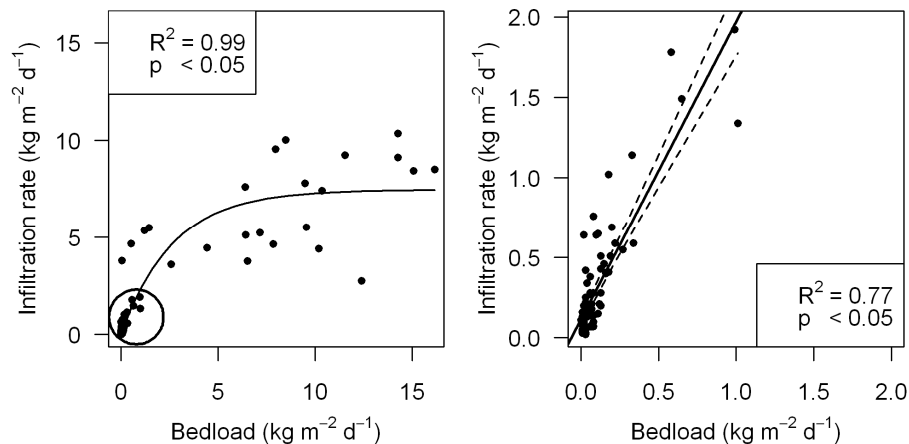 R² = 0.99
p < 0.05
Infiltration rate (kg m⁻² d⁻¹)
15
10
5
0
0 5 10 15
Bedload (kg m⁻² d⁻¹)
Infiltration rate (kg m⁻² d⁻¹)
2.0
1.5
1.0
0.5
0.0
R² = 0.77
p < 0.05
0.0 0.5 1.0 1.5 2.0
Bedload (kg m⁻² d⁻¹)